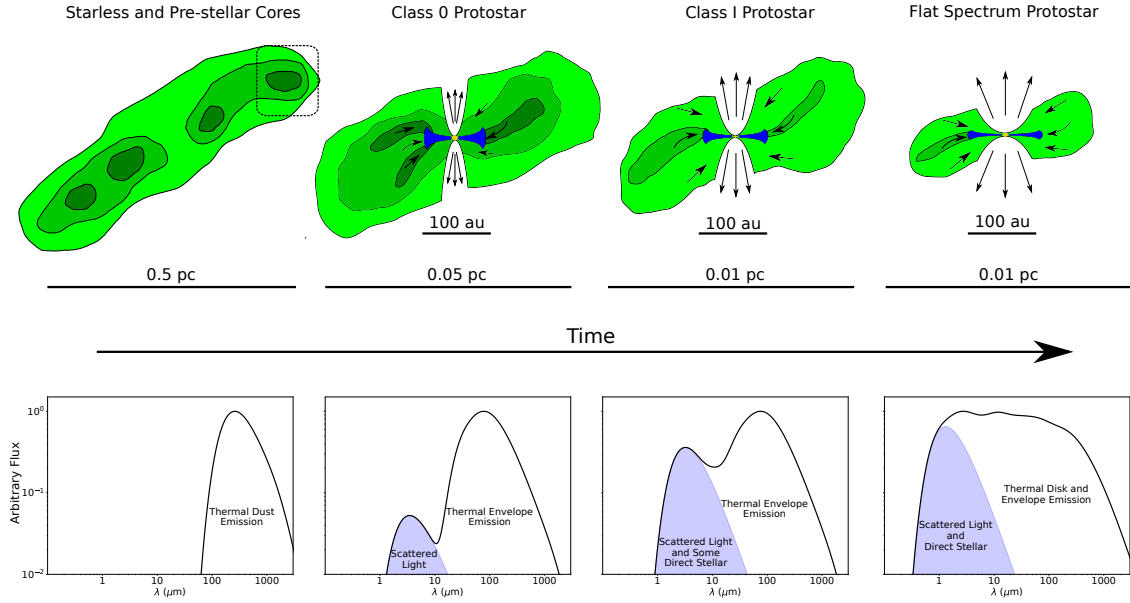 Starless and Pre-stellar Cores
Class 0 Protostar
Class I Protostar
Flat Spectrum Protostar
100 au
100 au
100 au
0.5 pc
0.05 pc
0.01 pc
0.01 pc
Time
Arbitrary Flux
10⁰
10⁻¹
10⁻²
Thermal Dust
Emission
1
10
100
1000
λ (μm)
Scattered
Light
Thermal Envelope
Emission
1
10
100
1000
λ (μm)
Scattered Light
and Some
Direct Stellar
Thermal Envelope
Emission
1
10
100
1000
λ (μm)
Scattered Light
and
Direct Stellar
Thermal Disk and
Envelope Emission
1
10
100
1000
λ (μm)